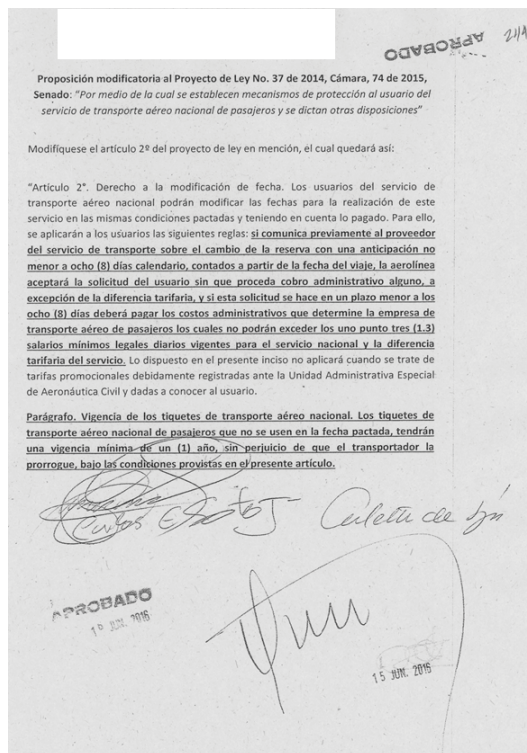 APROBADO
Proposición modificatoria al Proyecto de Ley No. 37 de 2014, Cámara, 74 de 2015,
Senado: "Por medio de la cual se establecen mecanismos de protección al usuario del
servicio de transporte aéreo nacional de pasajeros y se dictan otras disposiciones"
Modifíquese el artículo 2º del proyecto de ley en mención, el cual quedará así:
"Artículo 2°. Derecho a la modificación de fecha. Los usuarios del servicio de
transporte aéreo nacional podrán modificar las fechas para la realización de este
servicio en las mismas condiciones pactadas y teniendo en cuenta lo pagado. Para ello,
se aplicarán a los usuarios las siguientes reglas: si comunica previamente al proveedor
del servicio de transporte sobre el cambio de la reserva con una anticipación no
menor a ocho (8) días calendario, contados a partir de la fecha del viaje, la aerolínea
aceptará la solicitud del usuario sin que proceda cobro administrativo alguno, a
excepción de la diferencia tarifaria, y si esta solicitud se hace en un plazo menor a los
ocho (8) días deberá pagar los costos administrativos que determine la empresa de
transporte aéreo de pasajeros los cuales no podrán exceder los uno punto tres (1.3)
salarios mínimos legales diarios vigentes para el servicio nacional y la diferencia
tarifaria del servicio. Lo dispuesto en el presente inciso no aplicará cuando se trate de
tarifas promocionales debidamente registradas ante la Unidad Administrativa Especial
de Aeronáutica Civil y dadas a conocer al usuario.
Parágrafo. Vigencia de los tiquetes de transporte aéreo nacional. Los tiquetes de
transporte aéreo nacional de pasajeros que no se usen en la fecha pactada, tendrán
una vigencia mínima de un (1) año, sin perjuicio de que el transportador la
prorrogue, bajo las condiciones provistas en el presente artículo.
Carlos E
de
APROBADO
JUN. 2016
15 JUN. 2016